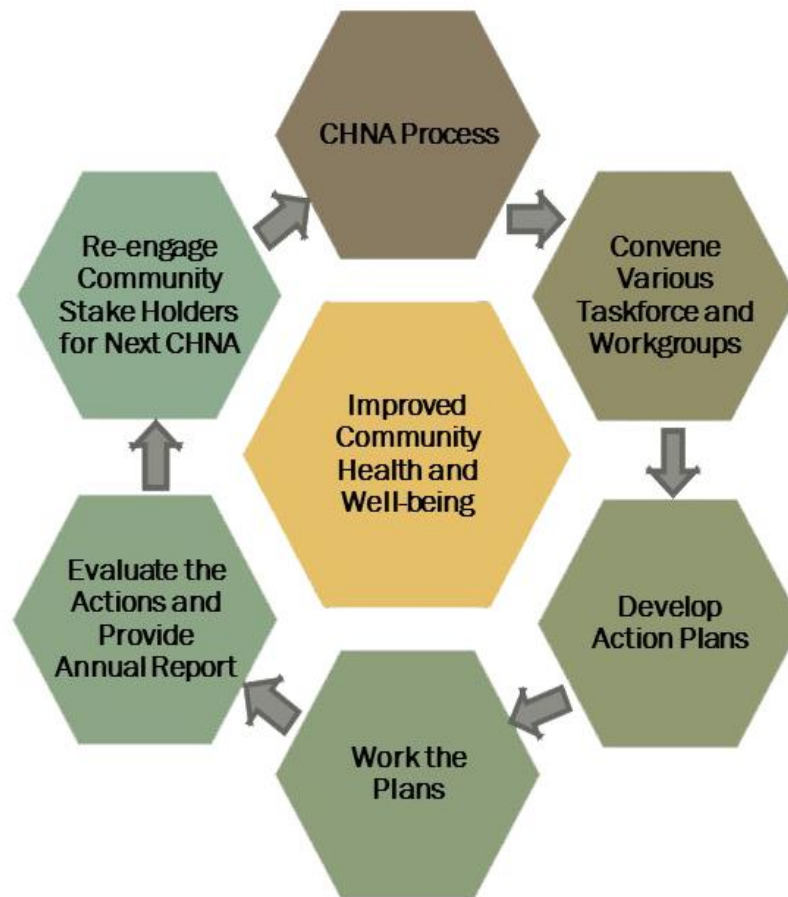 CHNA Process
Convene
Various
Taskforce and
Workgroups
Develop
Action Plans
Work the
Plans
Evaluate the
Actions and
Provide
Annual Report
Re-engage
Community
Stake Holders
for Next CHNA
Improved
Community
Health and
Well-being